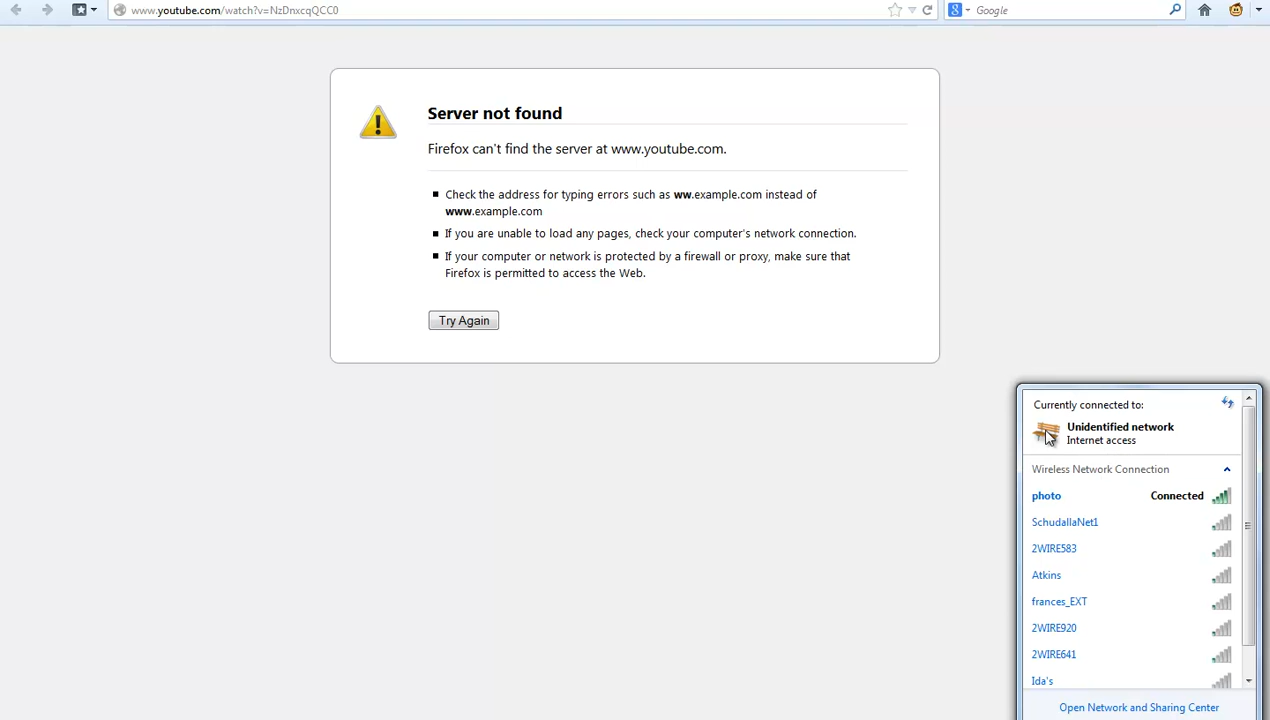 www.youtube.com/watch?v=NzDnxcqQCC0
8 Google
Server not found
Firefox can't find the server at www.youtube.com.
Check the address for typing errors such as ww.example.com instead of
www.example.com
If you are unable to load any pages, check your computer's network connection.
If your computer or network is protected by a firewall or proxy, make sure that
Firefox is permitted to access the Web.
Try Again
Currently connected to:
Unidentified network
Internet access
Wireless Network Connection
photo Connected
SchudallaNet1
2WIRE583
Atkins
frances_EXT
2WIRE920
2WIRE641
Ida's
Open Network and Sharing Center